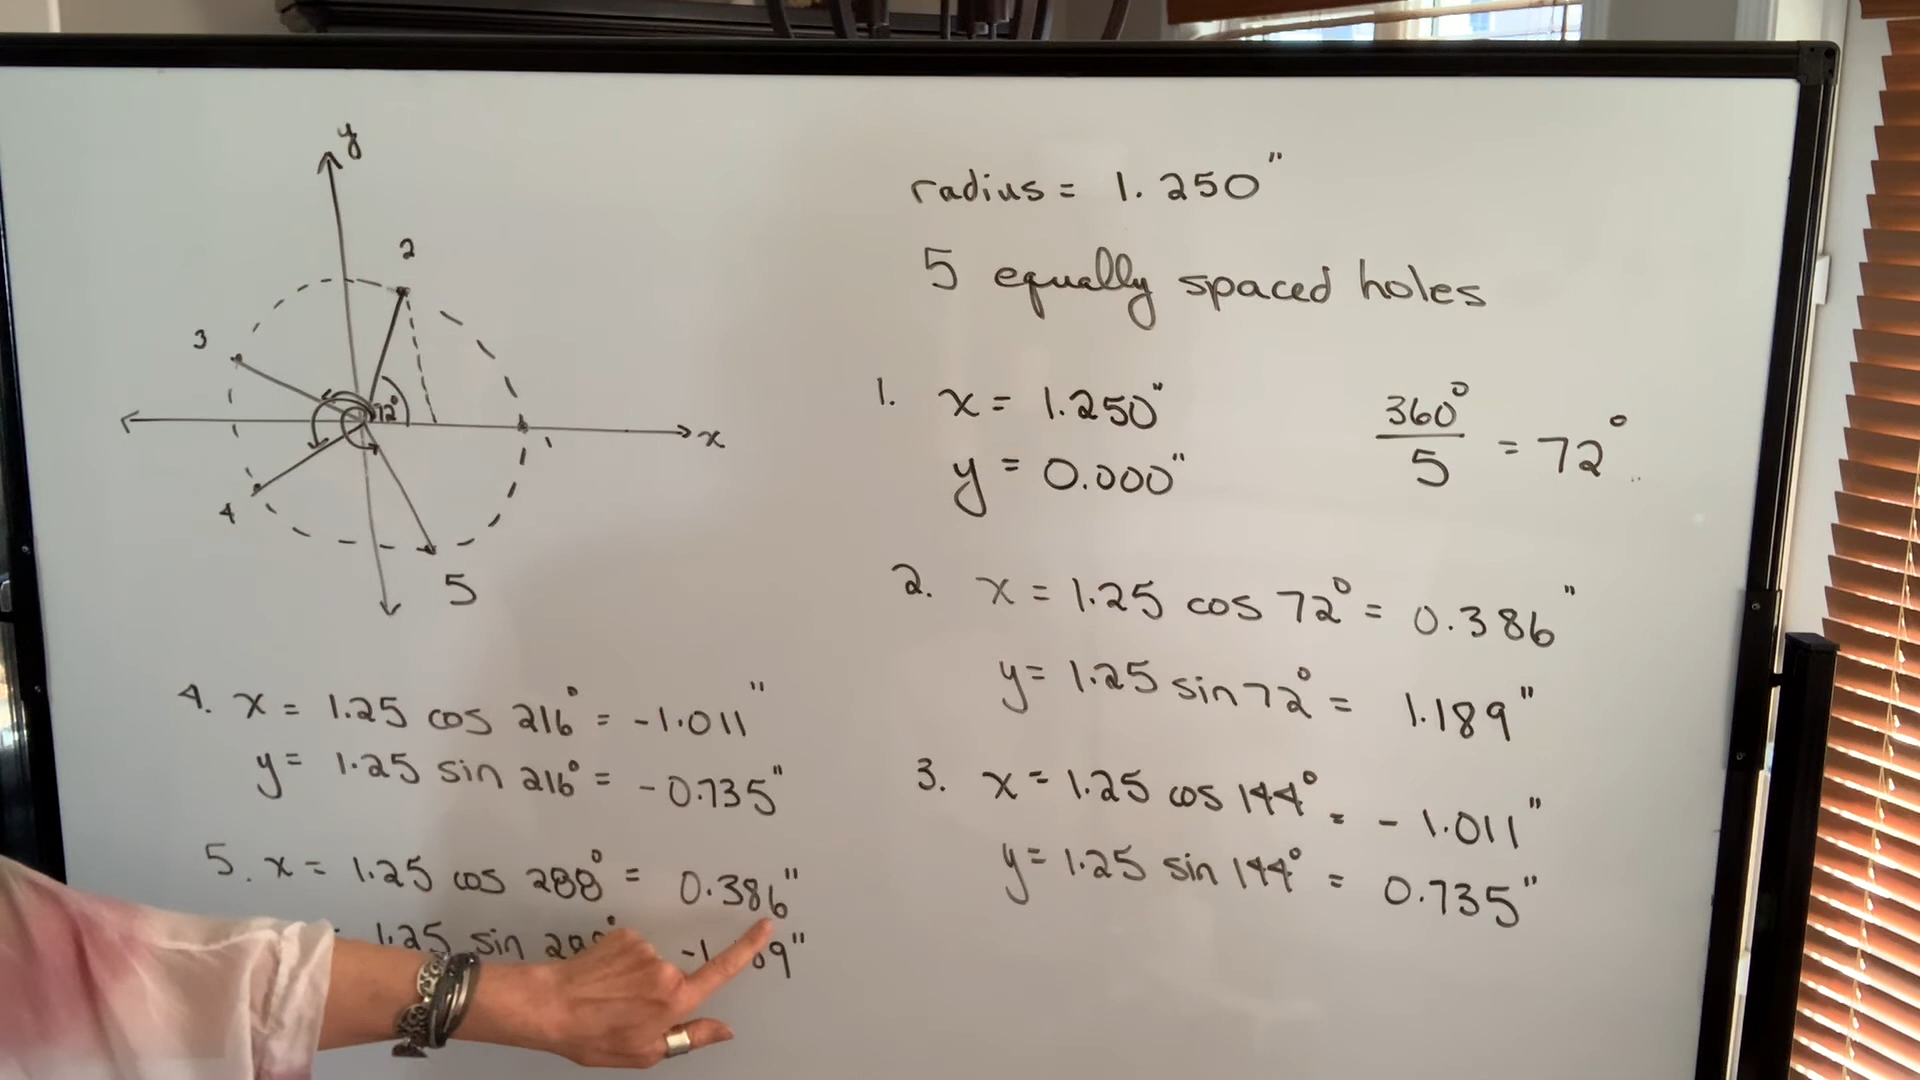 y
2
3
72°
x
1
4
5
radius = 1.250"
5 equally spaced holes
1. x = 1.250"
y = 0.000"
360°
5
= 72°
2. x = 1.25 cos 72° = 0.386"
y = 1.25 sin 72° = 1.189"
3. x = 1.25 cos 144° = - 1.011"
y = 1.25 sin 144° = 0.735"
4. x = 1.25 cos 216° = -1.011"
y = 1.25 sin 216° = -0.735"
5. x = 1.25 cos 288° = 0.386"
1.25 sin